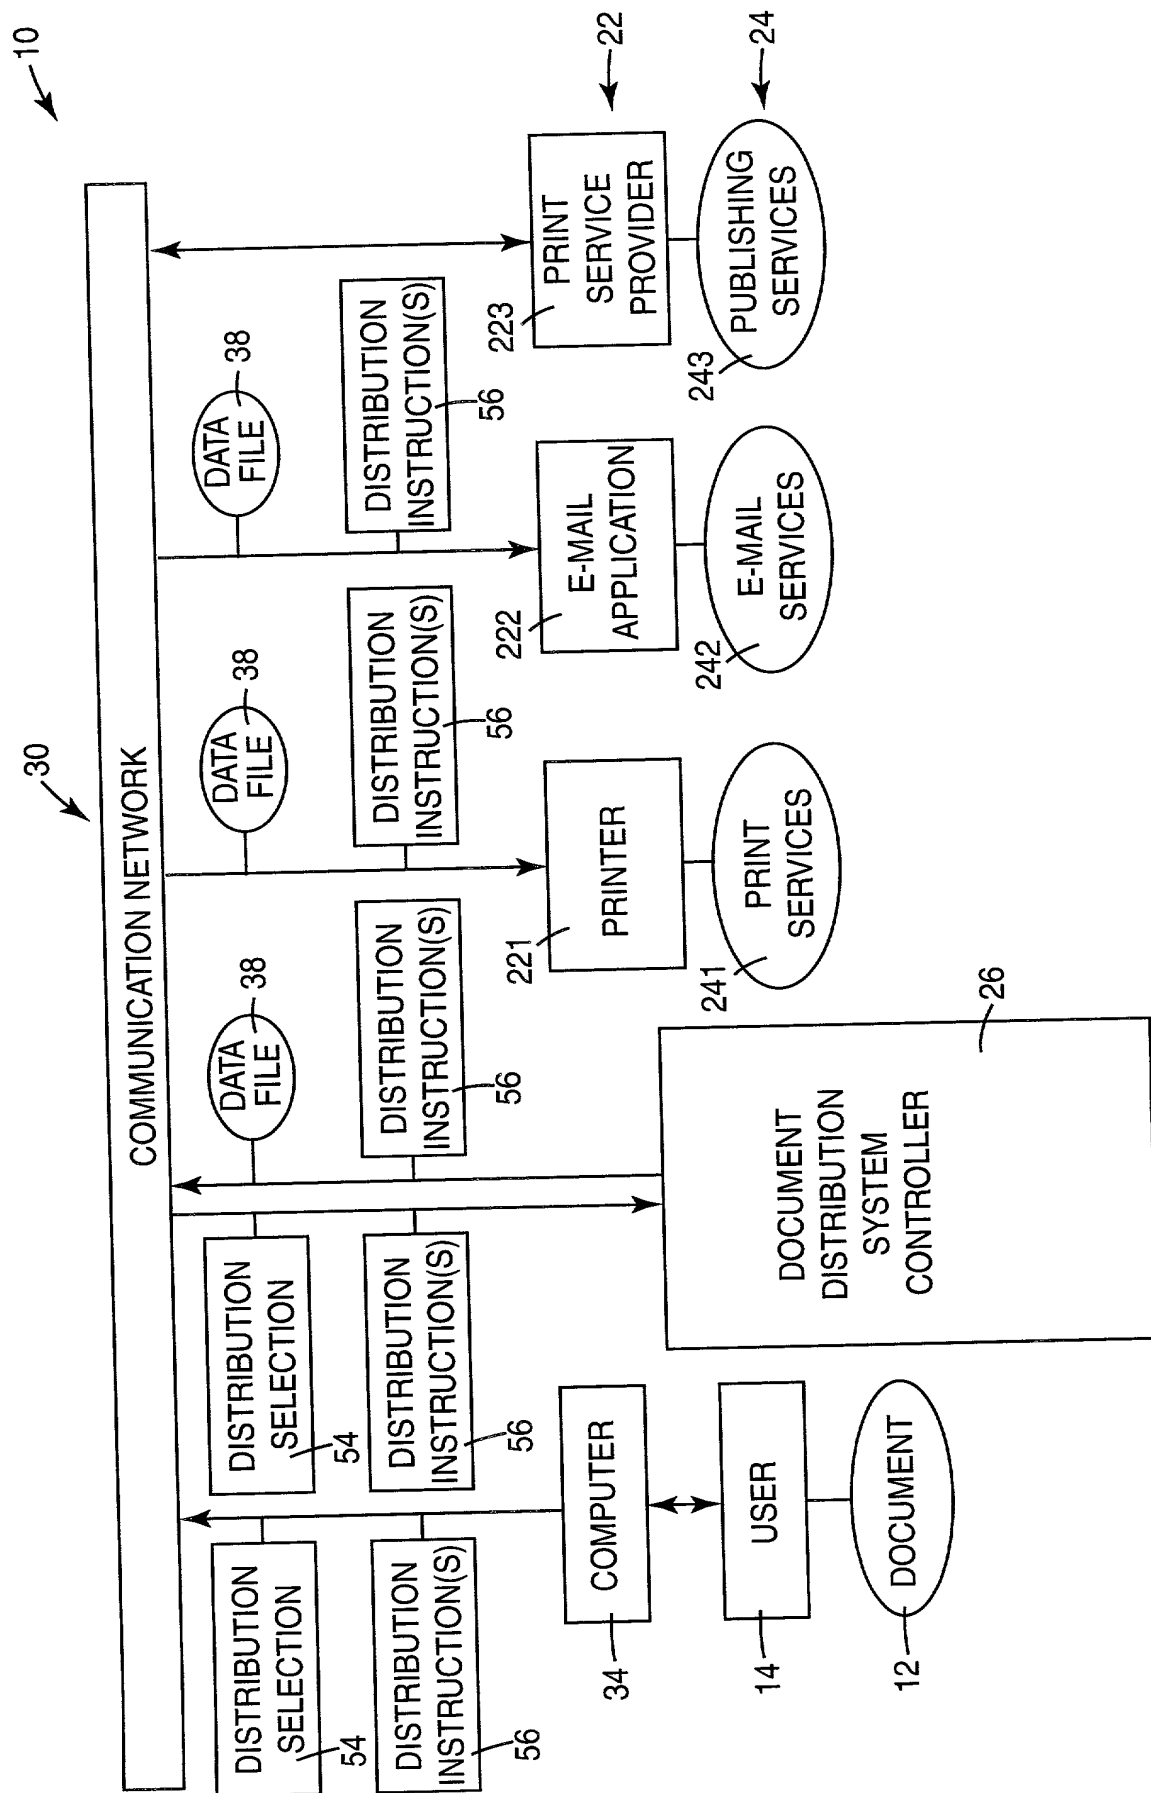 10
30
COMMUNICATION NETWORK
DISTRIBUTION
SELECTION
54
DISTRIBUTION
INSTRUCTION(S)
56
DISTRIBUTION
SELECTION
54
DISTRIBUTION
INSTRUCTION(S)
56
DATA
FILE
38
DISTRIBUTION
INSTRUCTION(S)
56
DATA
FILE
38
DISTRIBUTION
INSTRUCTION(S)
56
DATA
FILE
38
DISTRIBUTION
INSTRUCTION(S)
56
COMPUTER
34
USER
14
DOCUMENT
12
DOCUMENT
DISTRIBUTION
SYSTEM
CONTROLLER
26
PRINTER
221
PRINT
SERVICES
241
E-MAIL
APPLICATION
222
E-MAIL
SERVICES
242
PRINT
SERVICE
PROVIDER
223
22
PUBLISHING
SERVICES
243
24